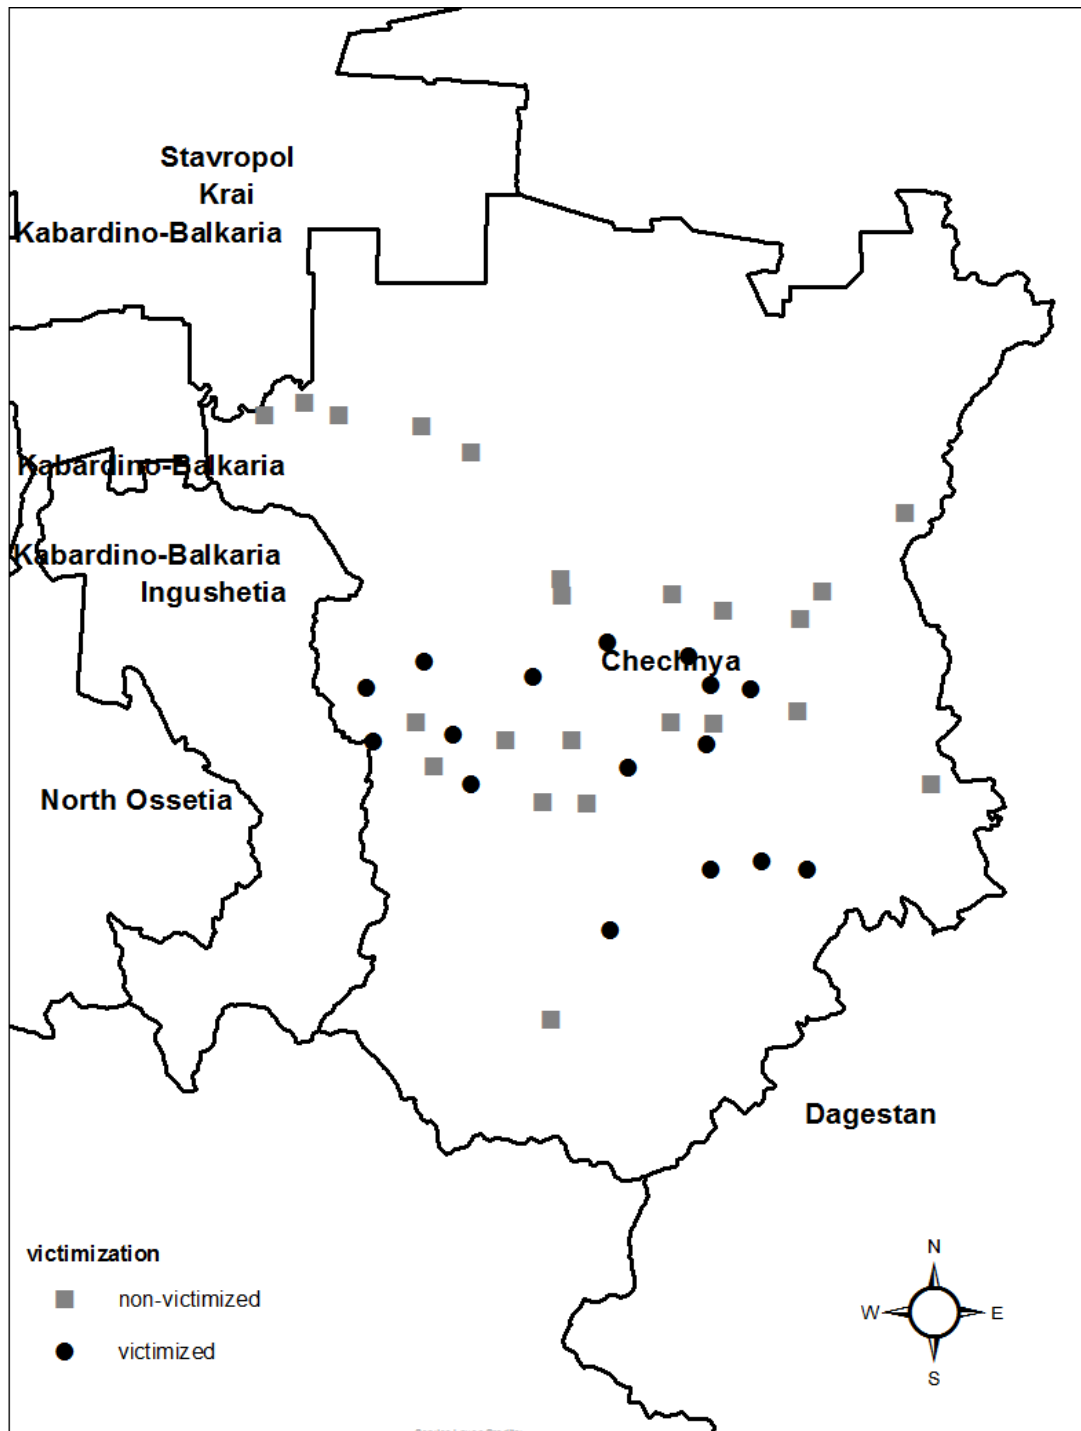 Stavropol
Krai
Kabardino-Balkaria
Kabardino-Balkaria
Kabardino-Balkaria
Ingushetia
Chechnya
North Ossetia
Dagestan
victimization
non-victimized
victimized
N
W
E
S